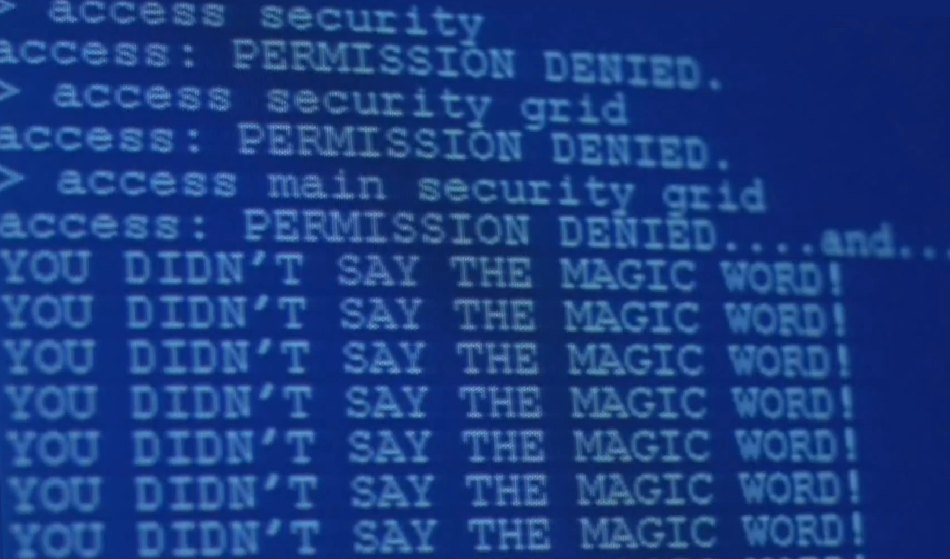 > access security
access: PERMISSION DENIED.
> access security grid
access: PERMISSION DENIED.
> access main security grid
access: PERMISSION DENIED....and...
YOU DIDN'T SAY THE MAGIC WORD!
YOU DIDN'T SAY THE MAGIC WORD!
YOU DIDN'T SAY THE MAGIC WORD!
YOU DIDN'T SAY THE MAGIC WORD!
YOU DIDN'T SAY THE MAGIC WORD!
YOU DIDN'T SAY THE MAGIC WORD!
YOU DIDN'T SAY THE MAGIC WORD!